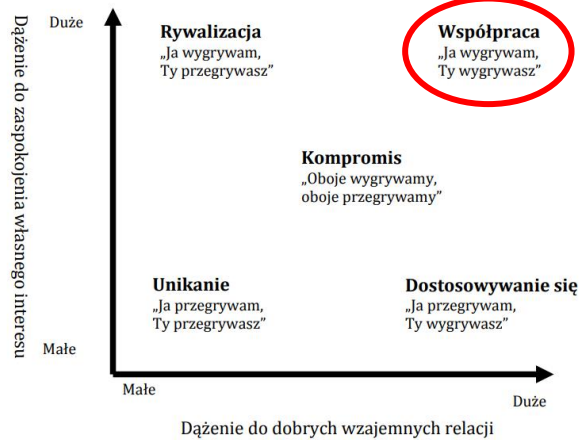 Dążenie do zaspokojenia własnego interesu
Duże
Rywalizacja
„Ja wygrywam,
Ty przegrywasz”
Współpraca
„Ja wygrywam,
Ty wygrywasz”
Kompromis
„Oboje wygrywamy,
oboje przegrywamy”
Unikanie
„Ja przegrywam,
Ty przegrywasz”
Dostosowywanie się
„Ja przegrywam,
Ty wygrywasz”
Małe
Małe
Duże
Dążenie do dobrych wzajemnych relacji